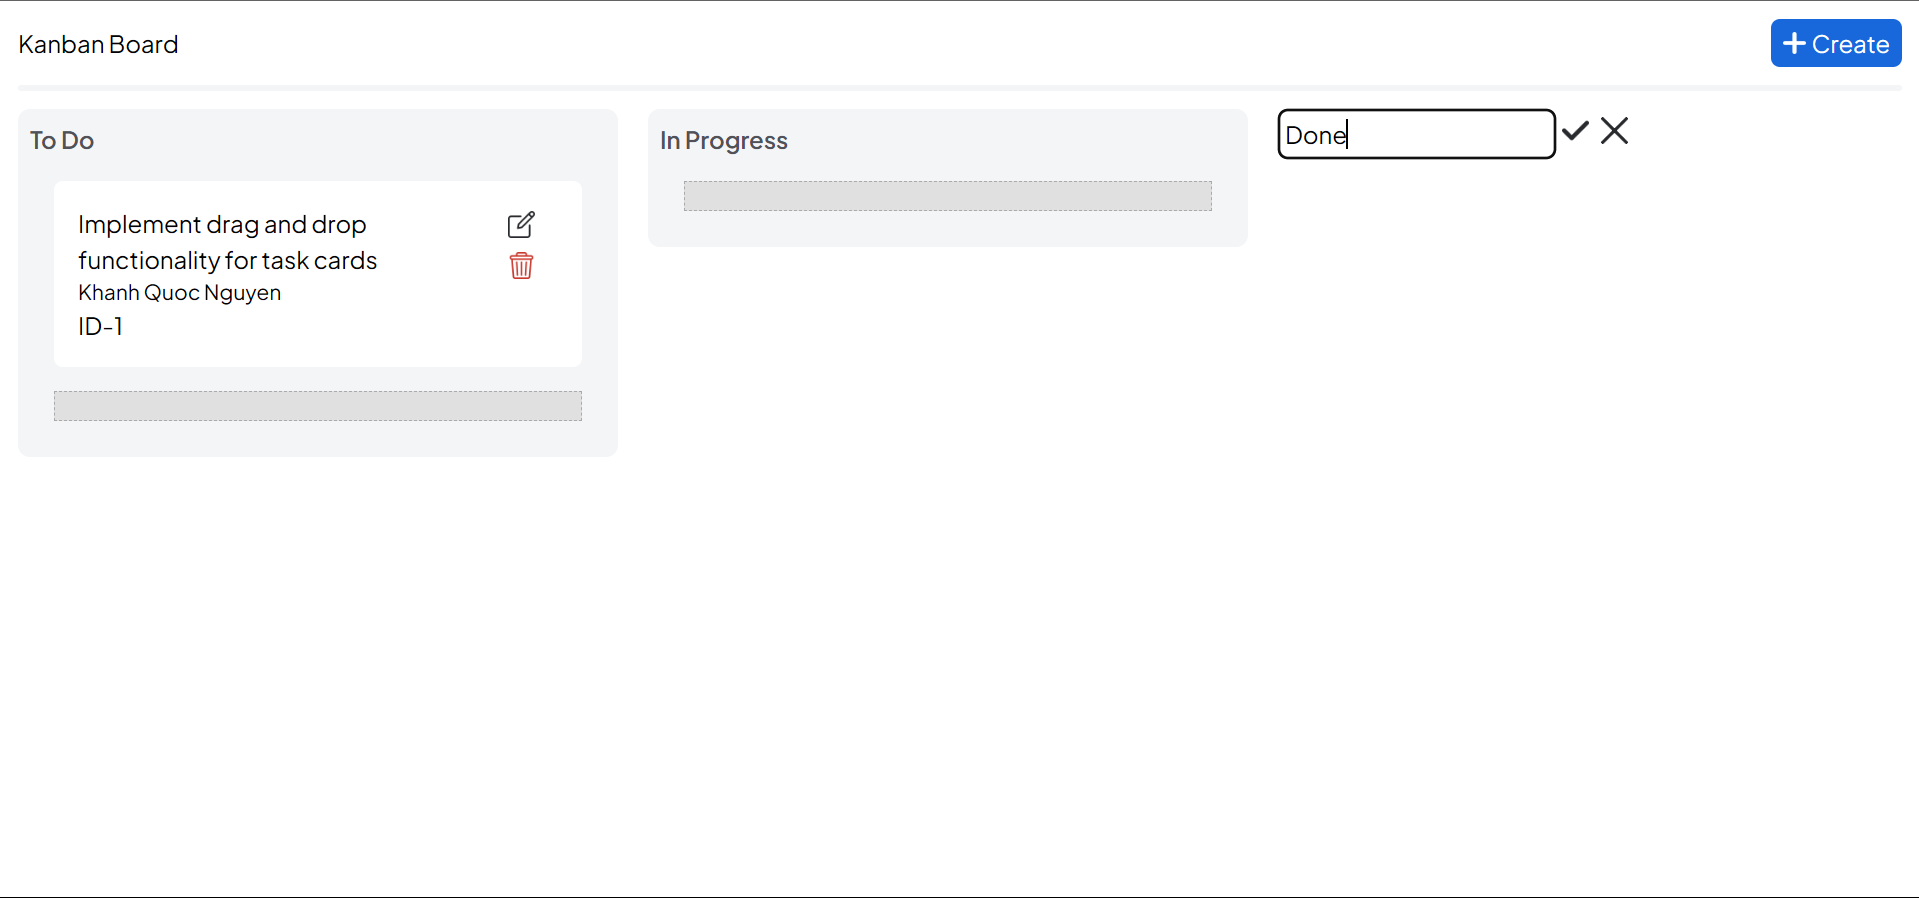 Kanban Board
Create
To Do
Implement drag and drop
functionality for task cards
Khanh Quoc Nguyen
ID-1
In Progress
Done